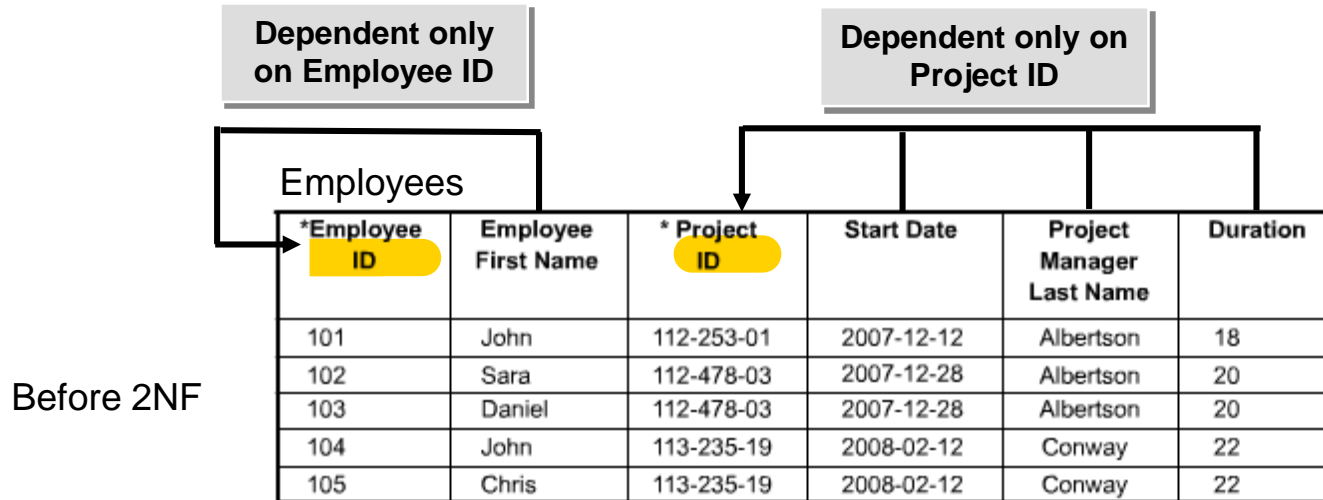 Dependent only
on Employee ID
Dependent only on
Project ID
Employees
*Employee ID Employee First Name * Project ID Start Date Project Manager Last Name Duration
101 John 112-253-01 2007-12-12 Albertson 18
102 Sara 112-478-03 2007-12-28 Albertson 20
Before 2NF
103 Daniel 112-478-03 2007-12-28 Albertson 20
104 John 113-235-19 2008-02-12 Conway 22
105 Chris 113-235-19 2008-02-12 Conway 22